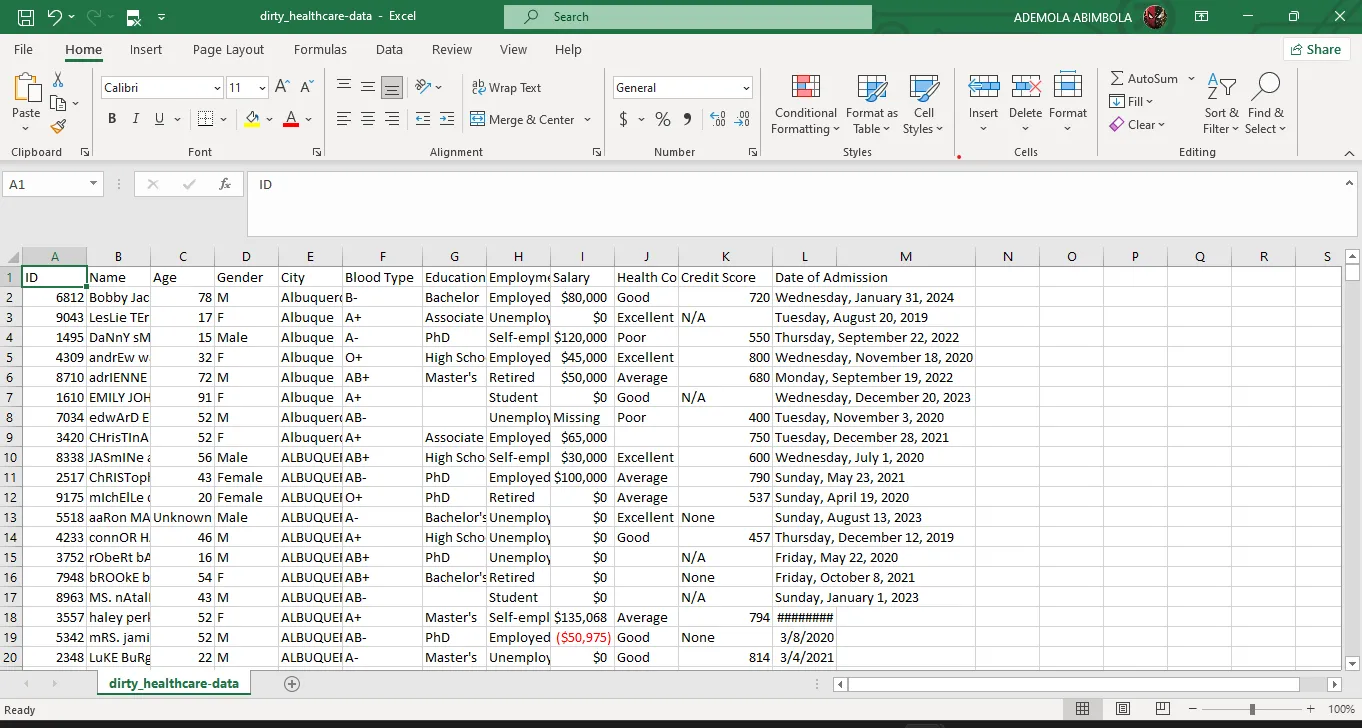 dirty_healthcare-data - Excel
Search
ADEMOLA ABIMBOLA
File Home Insert Page Layout Formulas Data Review View Help Share
Calibri 11 Wrap Text General AutoSum
Paste Conditional Format as Cell Insert Delete Format Fill Sort & Find &
B I U A Merge & Center $ % Formatting Table Styles Clear Filter Select
Clipboard Font Alignment Number Styles Cells Editing
A1 fx ID
A B C D E F G H I J K L M N O P Q R S
1 ID Name Age Gender City Blood Type Education Employme Salary Health Co Credit Score Date of Admission
2 6812 Bobby Jac 78 M Albuquerq B- Bachelor Employed $80,000 Good 720 Wednesday, January 31, 2024
3 9043 LesLie TEr 17 F Albuque A+ Associate Unemploy $0 Excellent N/A Tuesday, August 20, 2019
4 1495 DaNnY sM 15 Male Albuque A- PhD Self-empl $120,000 Poor 550 Thursday, September 22, 2022
5 4309 andrEw w 32 F Albuque O+ High Scho Employed $45,000 Excellent 800 Wednesday, November 18, 2020
6 8710 adrIENNE 72 M Albuque AB+ Master's Retired $50,000 Average 680 Monday, September 19, 2022
7 1610 EMILY JOH 91 F Albuque A+ Student $0 Good N/A Wednesday, December 20, 2023
8 7034 edwArD E 52 M Albuquerq AB- Unemploy Missing Poor 400 Tuesday, November 3, 2020
9 3420 CHrisTInA 52 F Albuquerq A+ Associate Employed $65,000 750 Tuesday, December 28, 2021
10 8338 JASmINe a 56 Male ALBUQUE AB+ High Scho Self-empl $30,000 Excellent 600 Wednesday, July 1, 2020
11 2517 ChRISTopl 43 Female ALBUQUE AB- PhD Employed $100,000 Average 790 Sunday, May 23, 2021
12 9175 mIchElLe 20 Female ALBUQUE O+ PhD Retired $0 Average 537 Sunday, April 19, 2020
13 5518 aaRon MA Unknown Male ALBUQUE A- Bachelor's Unemploy $0 Excellent None Sunday, August 13, 2023
14 4233 connOR H 46 M ALBUQUE A+ High Scho Unemploy $0 Good 457 Thursday, December 12, 2019
15 3752 rObeRt bA 16 M ALBUQUE AB+ PhD Unemploy $0 N/A Friday, May 22, 2020
16 7948 bROOkE b 54 F ALBUQUE AB+ Bachelor's Retired $0 None Friday, October 8, 2021
17 8963 MS. nAtal 43 M ALBUQUE AB- Student $0 N/A Sunday, January 1, 2023
18 3557 haley perl 52 F ALBUQUE A+ Master's Self-empl $135,068 Average 794 ########
19 5342 mRS. jami 52 M ALBUQUE AB- PhD Employed ($50,975) Good None 3/8/2020
20 2348 LuKE BuRg 22 M ALBUQUE A- Master's Unemploy $0 Good 814 3/4/2021
dirty_healthcare-data
Ready 100%